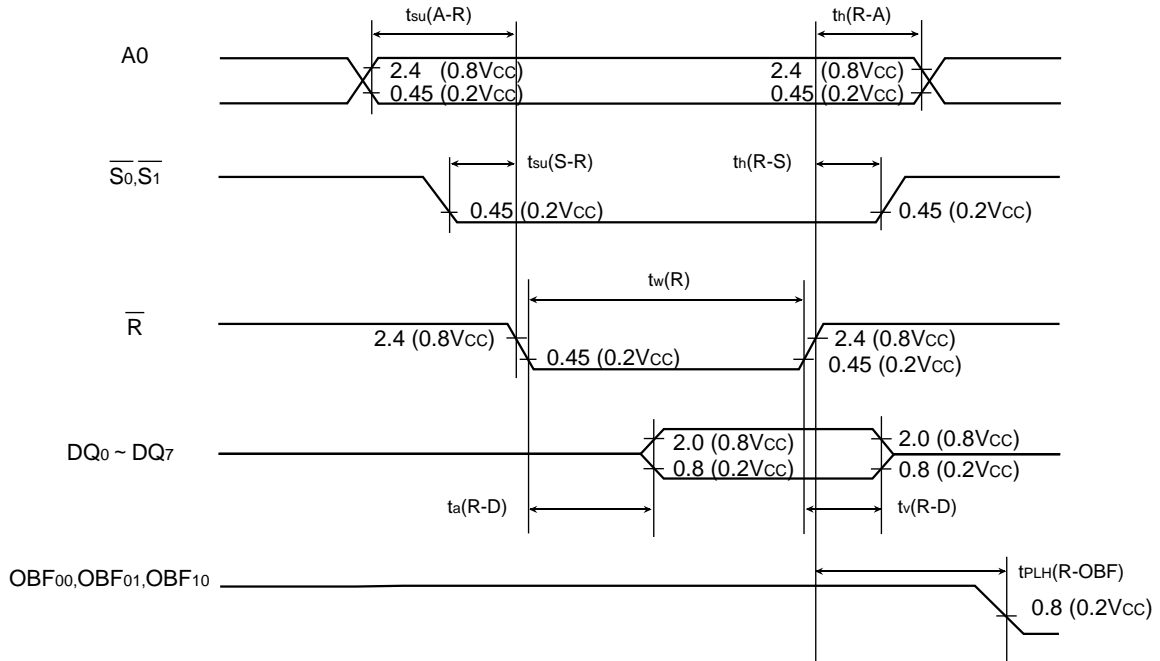 tsu(A-R) th(R-A)
A0
2.4 (0.8VCC) 2.4 (0.8VCC)
0.45 (0.2VCC) 0.45 (0.2VCC)
S0,S1 tsu(S-R) th(R-S)
0.45 (0.2VCC) 0.45 (0.2VCC)
tw(R)
R
2.4 (0.8VCC) 2.4 (0.8VCC)
0.45 (0.2VCC) 0.45 (0.2VCC)
DQ0 ~ DQ7 2.0 (0.8VCC) 2.0 (0.8VCC)
0.8 (0.2VCC) 0.8 (0.2VCC)
ta(R-D) tv(R-D)
OBF00,OBF01,OBF10 tPLH(R-OBF)
0.8 (0.2VCC)